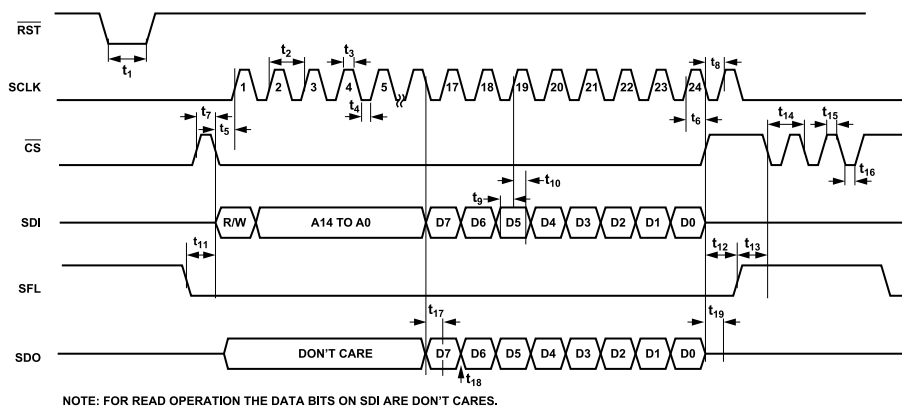 RST
t1
SCLK
t2
t3
t8
1 2 3 4 5 17 18 19 20 21 22 23 24
t4
t7
t5
t6
t14
t15
CS
t16
t10
t9
SDI
R/W A14 TO A0 D7 D6 D5 D4 D3 D2 D1 D0
t11
t12 t13
SFL
t17
t19
SDO
DON'T CARE D7 D6 D5 D4 D3 D2 D1 D0
t18
NOTE: FOR READ OPERATION THE DATA BITS ON SDI ARE DON'T CARES.